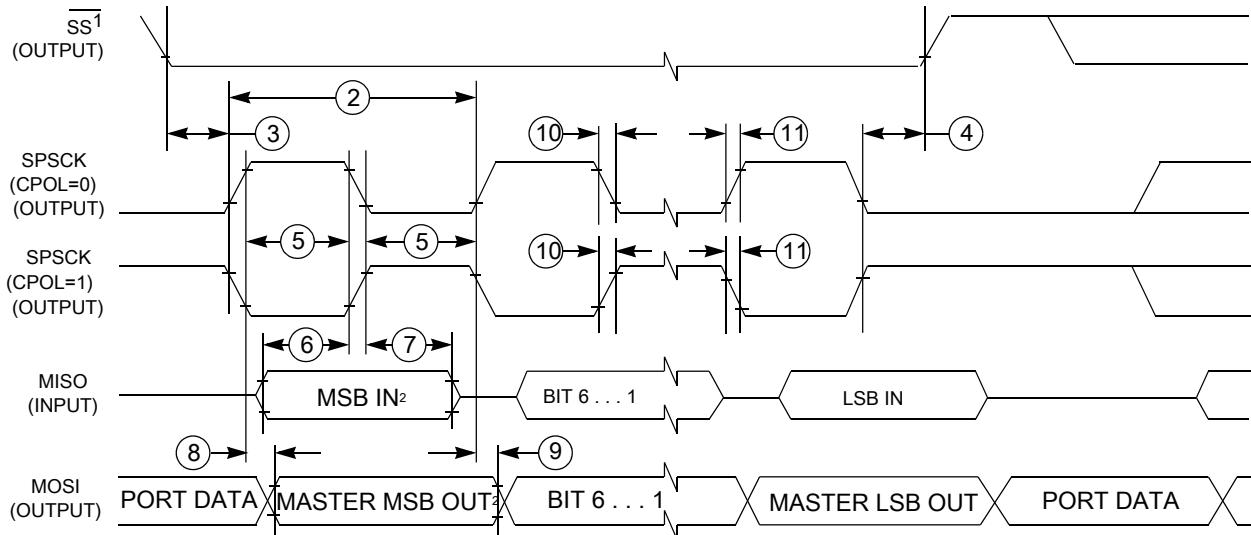 SS1
(OUTPUT)
2
3
10
11
4
SPSCK
(CPOL=0)
(OUTPUT)
5
5
SPSCK
(CPOL=1)
(OUTPUT)
10
11
6
7
MISO
(INPUT)
MSB IN2
BIT 6 . . . 1
LSB IN
8
9
MOSI
(OUTPUT)
PORT DATA
MASTER MSB OUT2
BIT 6 . . . 1
MASTER LSB OUT
PORT DATA